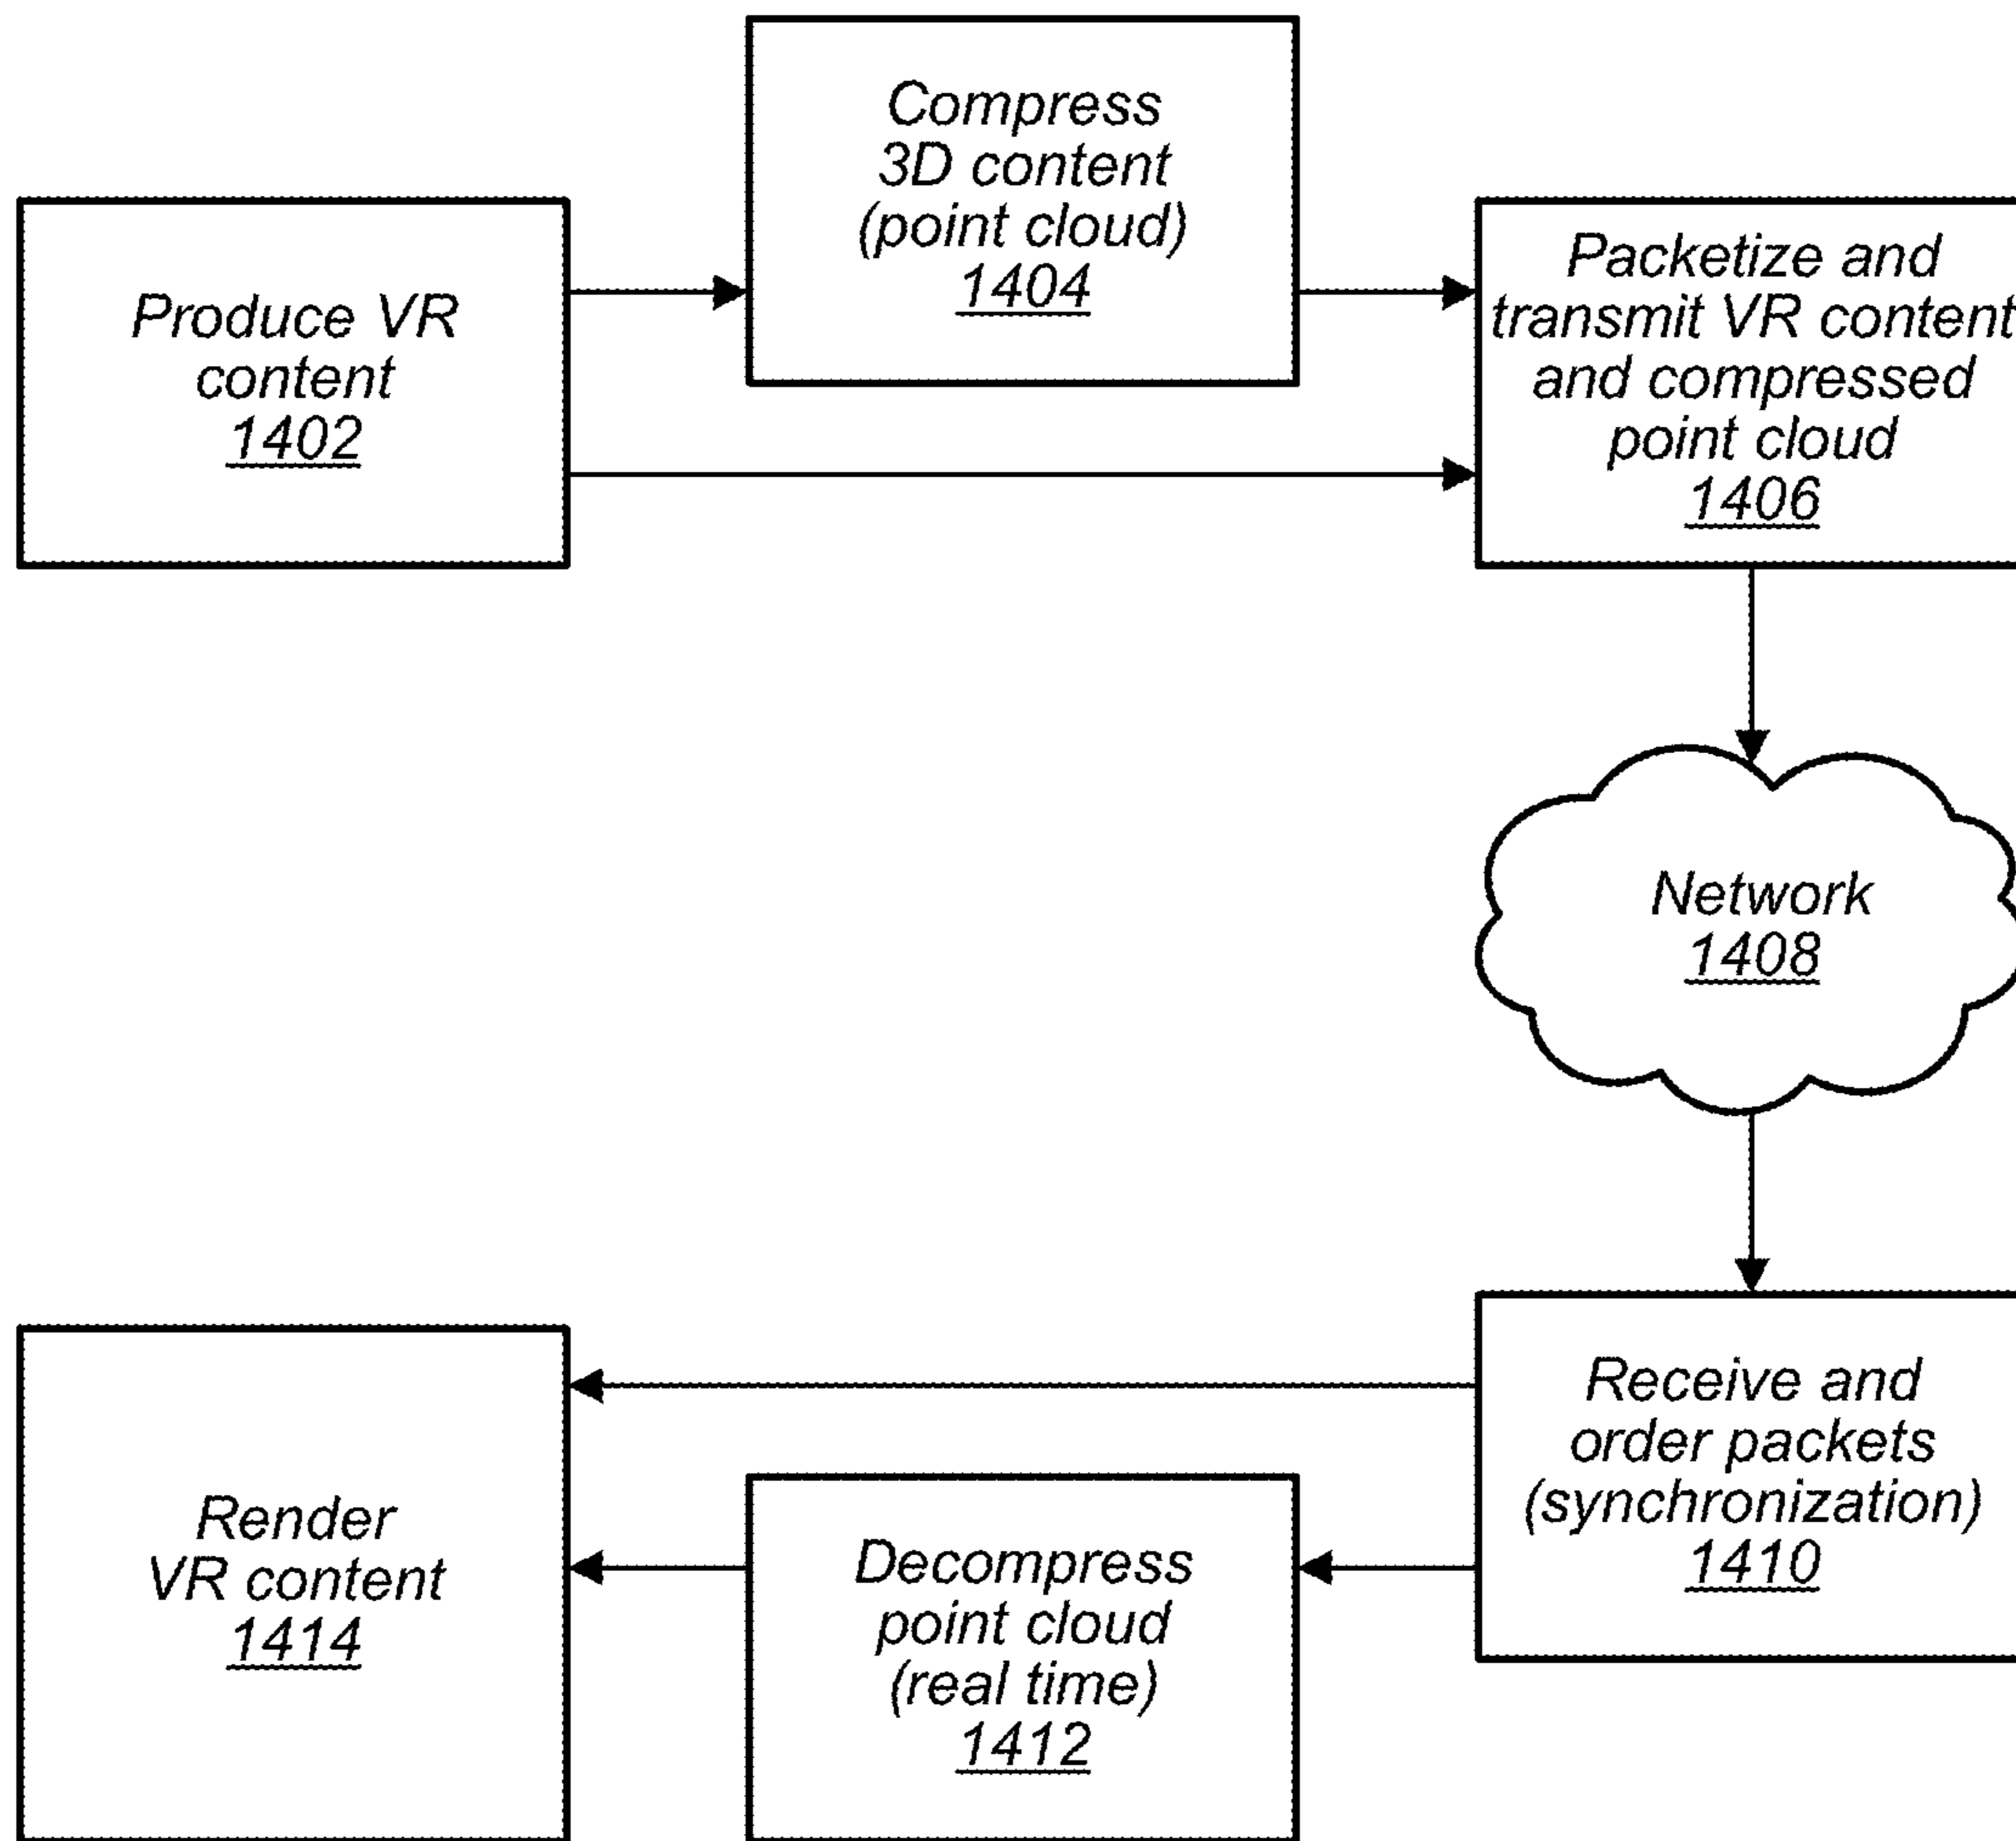 Compress
3D content
(point cloud)
1404
Produce VR
content
1402
Packetize and
transmit VR content
and compressed
point cloud
1406
Network
1408
Receive and
order packets
(synchronization)
1410
Decompress
point cloud
(real time)
1412
Render
VR content
1414